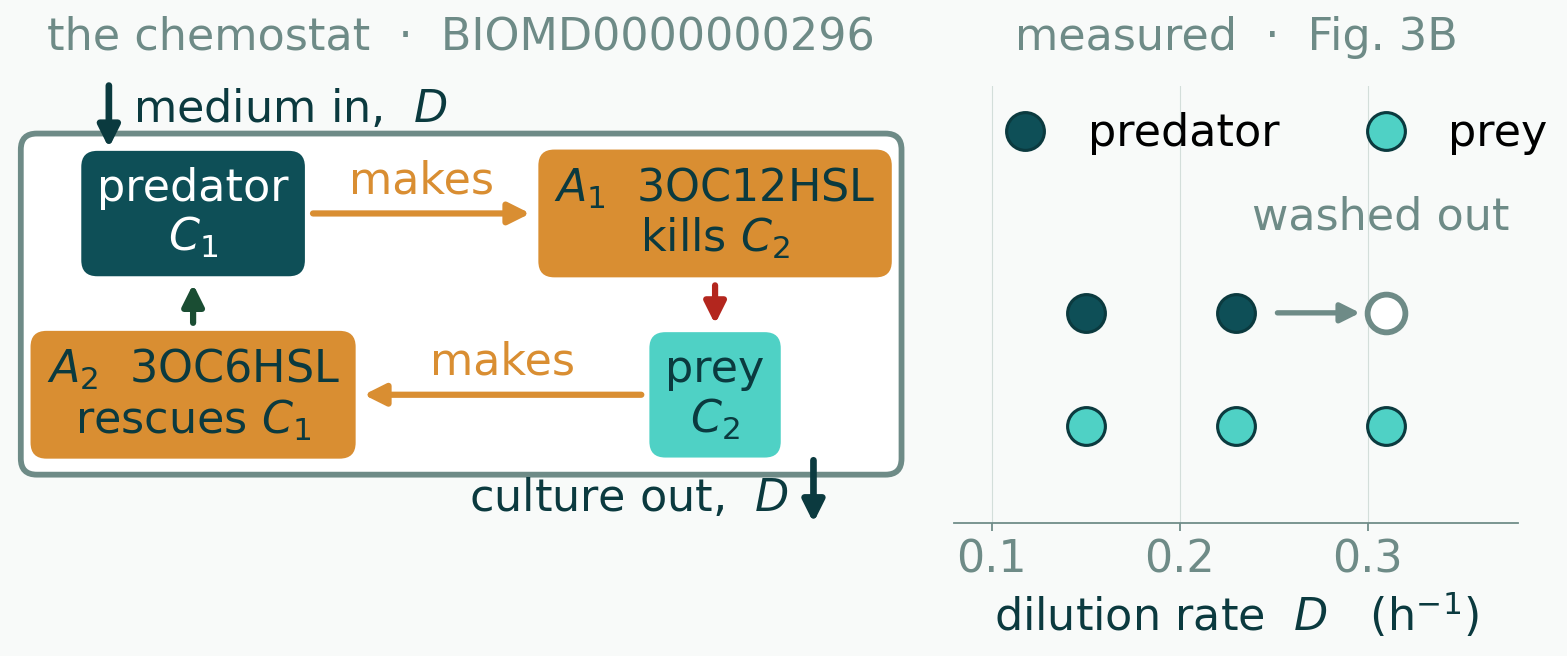 the chemostat · BIOMD0000000296
medium in, D
predator
C₁
makes
A₁ 3OC12HSL
kills C₂
A₂ 3OC6HSL
rescues C₁
makes
prey
C₂
culture out, D
measured · Fig. 3B
predator
prey
washed out
0.1
0.2
0.3
dilution rate D (h⁻¹)